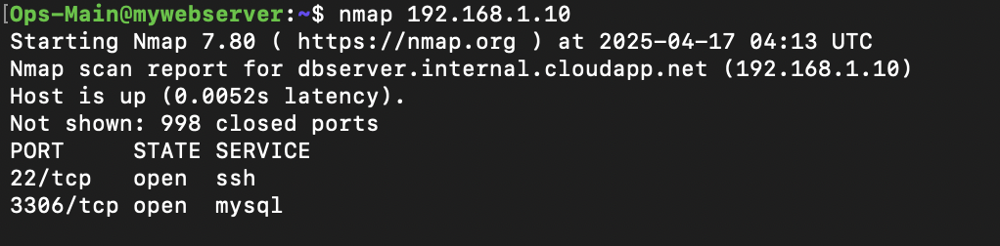 [Ops-Main@mywebserver:~$ nmap 192.168.1.10
Starting Nmap 7.80 ( https://nmap.org ) at 2025-04-17 04:13 UTC
Nmap scan report for dbserver.internal.cloudapp.net (192.168.1.10)
Host is up (0.0052s latency).
Not shown: 998 closed ports
PORT     STATE SERVICE
22/tcp   open  ssh
3306/tcp open  mysql